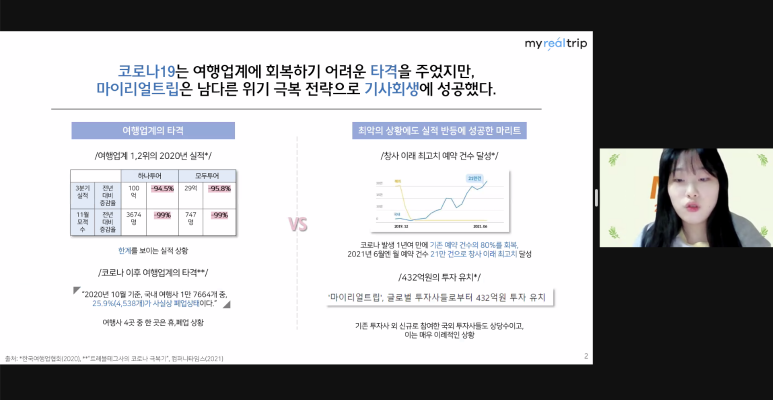 myrealtrip
코로나19는 여행업계에 회복하기 어려운 타격을 주었지만,
마이리얼트립은 남다른 위기 극복 전략으로 기사회생에 성공했다.
여행업계의 타격
/여행업계 1,2위의 2020년 실적*/
하나투어 모두투어
3분기 실적 전년 대비 증감율 100억 -94.5% 29억 -95.8%
11월 모객 수 전년 대비 증감율 3674명 -99% 747명 -99%
한계를 보이는 실적 상황
/코로나 이후 여행업계의 타격**/
"2020년 10월 기준, 국내 여행사 1만 7664개 중,
25.9%(4,538개)가 사실상 폐업상태이다."
여행사 4곳 중 한 곳은 휴,폐업 상황
VS
최악의 상황에도 실적 반등에 성공한 마리트
/창사 이래 최고치 예약 건수 달성*/
2019.12
2021.06
코로나 발생 1년여 만에 기존 예약 건수의 80%를 회복,
2021년 6월엔 월 예약 건수 21만 건으로 창사 이래 최고치 달성
/432억원의 투자 유치*/
'마이리얼트립', 글로벌 투자사들로부터 432억원 투자 유치
기존 투자사 외 신규로 참여한 국외 투자사들도 상당수이고,
이는 매우 이례적인 상황
출처: *한국여행업협회(2020), **"트래블테그사의 코로나 극복기", 컴퍼니타임스(2021)
2